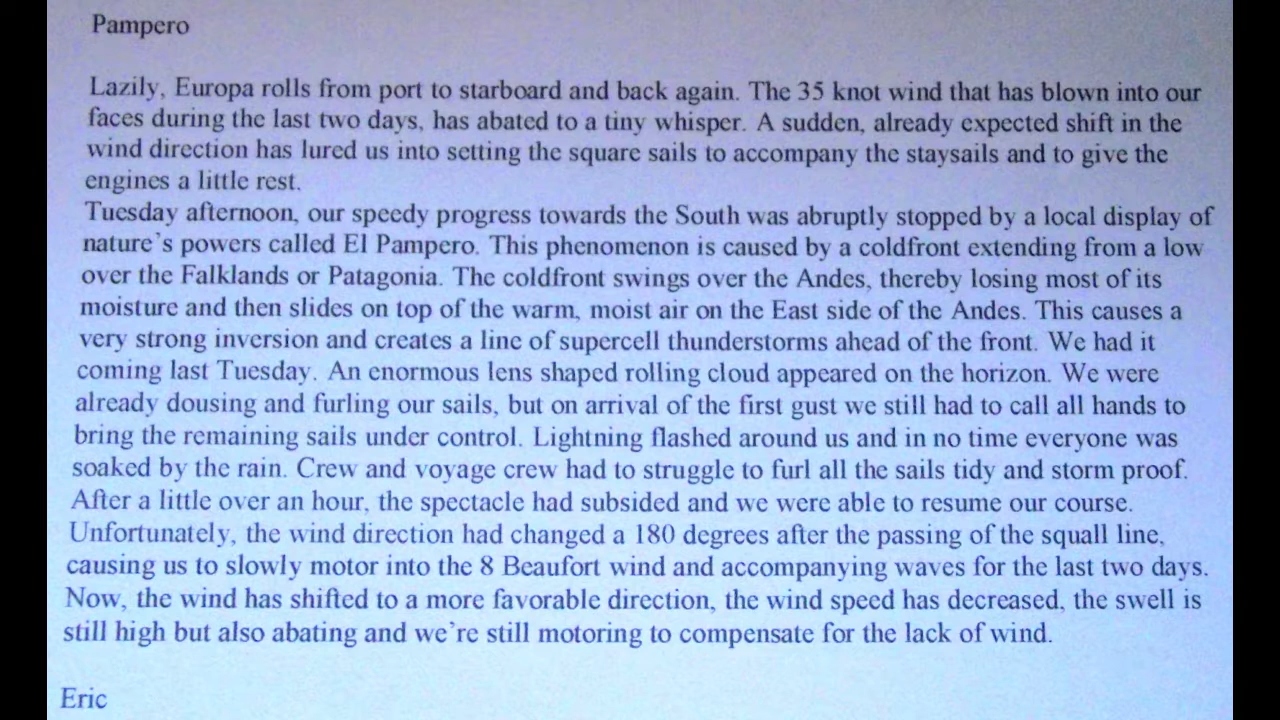 Pampero
Lazily, Europa rolls from port to starboard and back again. The 35 knot wind that has blown into our
faces during the last two days, has abated to a tiny whisper. A sudden, already expected shift in the
wind direction has lured us into setting the square sails to accompany the staysails and to give the
engines a little rest.
Tuesday afternoon, our speedy progress towards the South was abruptly stopped by a local display of
nature's powers called El Pampero. This phenomenon is caused by a coldfront extending from a low
over the Falklands or Patagonia. The coldfront swings over the Andes, thereby losing most of its
moisture and then slides on top of the warm, moist air on the East side of the Andes. This causes a
very strong inversion and creates a line of supercell thunderstorms ahead of the front. We had it
coming last Tuesday. An enormous lens shaped rolling cloud appeared on the horizon. We were
already dousing and furling our sails, but on arrival of the first gust we still had to call all hands to
bring the remaining sails under control. Lightning flashed around us and in no time everyone was
soaked by the rain. Crew and voyage crew had to struggle to furl all the sails tidy and storm proof.
After a little over an hour, the spectacle had subsided and we were able to resume our course.
Unfortunately, the wind direction had changed a 180 degrees after the passing of the squall line,
causing us to slowly motor into the 8 Beaufort wind and accompanying waves for the last two days.
Now, the wind has shifted to a more favorable direction, the wind speed has decreased, the swell is
still high but also abating and we're still motoring to compensate for the lack of wind.
Eric